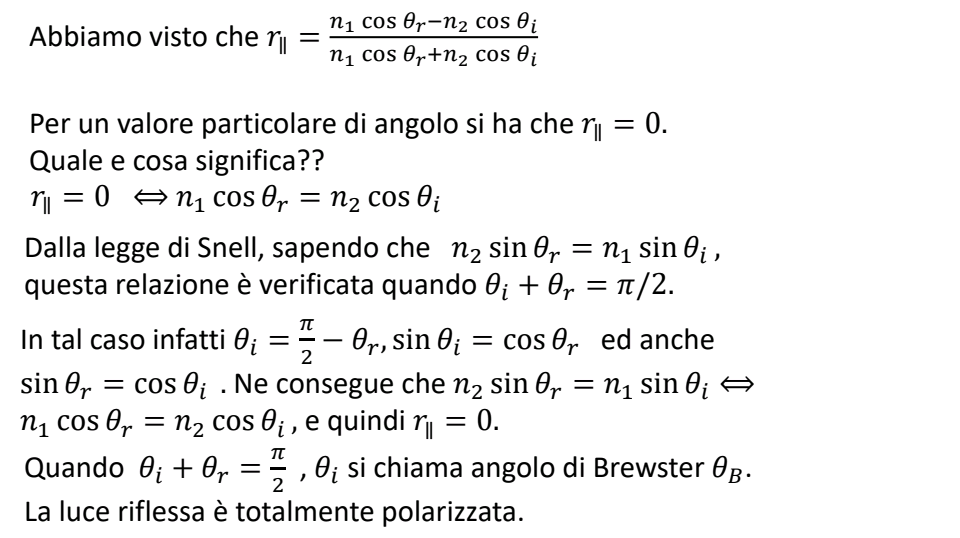 Abbiamo visto che $r_{\parallel} = \frac{n_1 \cos\theta_r - n_2 \cos\theta_i}{n_1 \cos\theta_r + n_2 \cos\theta_i}$
Per un valore particolare di angolo si ha che $r_{\parallel} = 0$.
Quale e cosa significa??
$r_{\parallel} = 0 \iff n_1 \cos\theta_r = n_2 \cos\theta_i$
Dalla legge di Snell, sapendo che $n_2 \sin\theta_r = n_1 \sin\theta_i$ ,
questa relazione è verificata quando $\theta_i + \theta_r = \pi/2$.
In tal caso infatti $\theta_i = \frac{\pi}{2} - \theta_r, \sin\theta_i = \cos\theta_r$ ed anche
$\sin\theta_r = \cos\theta_i$ . Ne consegue che $n_2 \sin\theta_r = n_1 \sin\theta_i \iff$
$n_1 \cos\theta_r = n_2 \cos\theta_i$ , e quindi $r_{\parallel} = 0$.
Quando $\theta_i + \theta_r = \frac{\pi}{2}$ , $\theta_i$ si chiama angolo di Brewster $\theta_B$.
La luce riflessa è totalmente polarizzata.